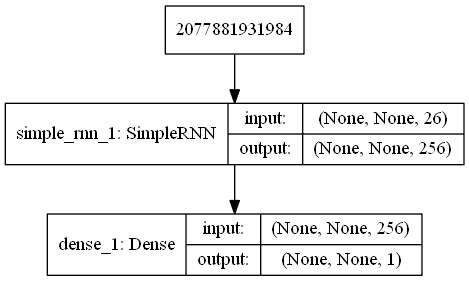 2077881931984
simple_rnn_1: SimpleRNN
input: (None, None, 26)
output: (None, None, 256)
dense_1: Dense
input: (None, None, 256)
output: (None, None, 1)